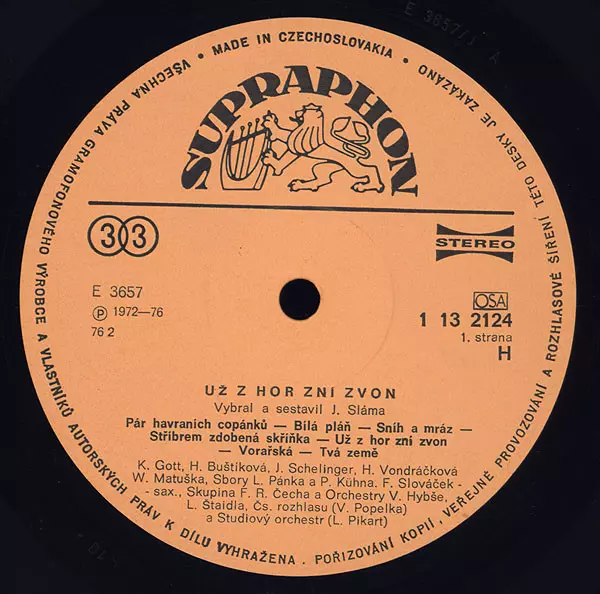 E 3657/1 A
• MADE IN CZECHOSLOVAKIA •
VŠECHNA PRÁVA GRAMOFONOVÉHO VÝROBCE A VLASTNÍKŮ AUTORSKÝCH PRÁV K DÍLU VYHRAŽENA . POŘIZOVÁNÍ KOPIÍ , VEŘEJNÉ PROVOZOVÁNÍ A ROZHLASOVÉ ŠÍŘENÍ TÉTO DESKY JE ZAKÁZÁNO
SUPRAPHON
33
STEREO
E 3657
Ⓟ 1972—76
76 2
OSA
1 13 2124
1. strana
H
UŽ Z HOR ZNÍ ZVON
Vybral a sestavil J. Sláma
Pár havraních copánků — Bílá pláň — Sníh a mráz —
Stříbrem zdobená skříňka — Už z hor zní zvon
— Vorařská — Tvá země
K. Gott, H. Buštíková, J. Schelinger, H. Vondráčková
W. Matuška, Sbory L. Pánka a P. Kühna. F. Slováček -
- sax., Skupina F. R. Čecha a Orchestry V. Hybše,
L. Štaidla, Čs. rozhlasu (V. Popelka)
a Studiový orchestr (L. Pikart)